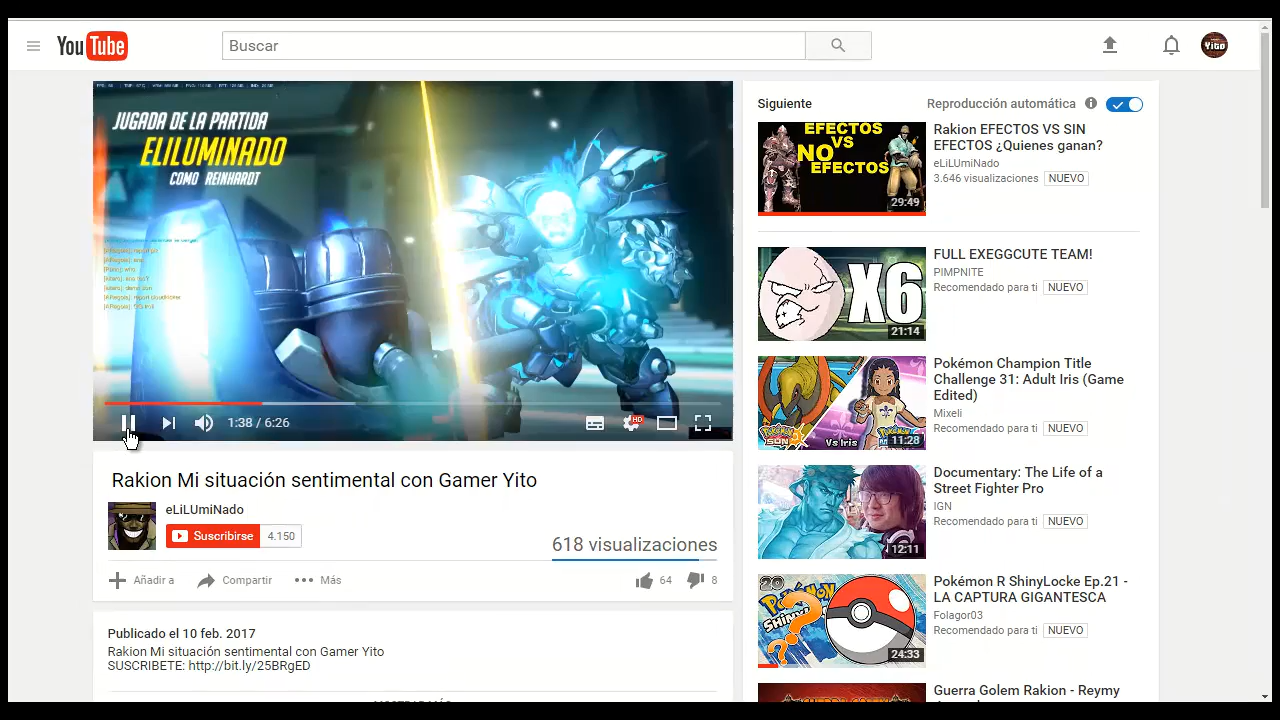 YouTube
Buscar
Yito
JUGADA DE LA PARTIDA
ELILUMINADO
COMO REINHARDT
1:38 / 6:26
HD
Rakion Mi situación sentimental con Gamer Yito
eLiLUmiNado
Suscribirse 4.150
618 visualizaciones
Añadir a Compartir Más 64 8
Publicado el 10 feb. 2017
Rakion Mi situación sentimental con Gamer Yito
SUSCRIBETE: http://bit.ly/25BRgED
Siguiente
Reproducción automática
EFECTOS
VS
NO
EFECTOS
29:49
Rakion EFECTOS VS SIN
EFECTOS ¿Quienes ganan?
eLiLUmiNado
3.646 visualizaciones NUEVO
X6
21:14
FULL EXEGGCUTE TEAM!
PIMPNITE
Recomendado para ti NUEVO
Vs Iris
11:28
Pokémon Champion Title
Challenge 31: Adult Iris (Game
Edited)
Mixeli
Recomendado para ti NUEVO
12:11
Documentary: The Life of a
Street Fighter Pro
IGN
Recomendado para ti NUEVO
24:33
Pokémon R ShinyLocke Ep.21 -
LA CAPTURA GIGANTESCA
Folagor03
Recomendado para ti NUEVO
Guerra Golem Rakion - Reymy